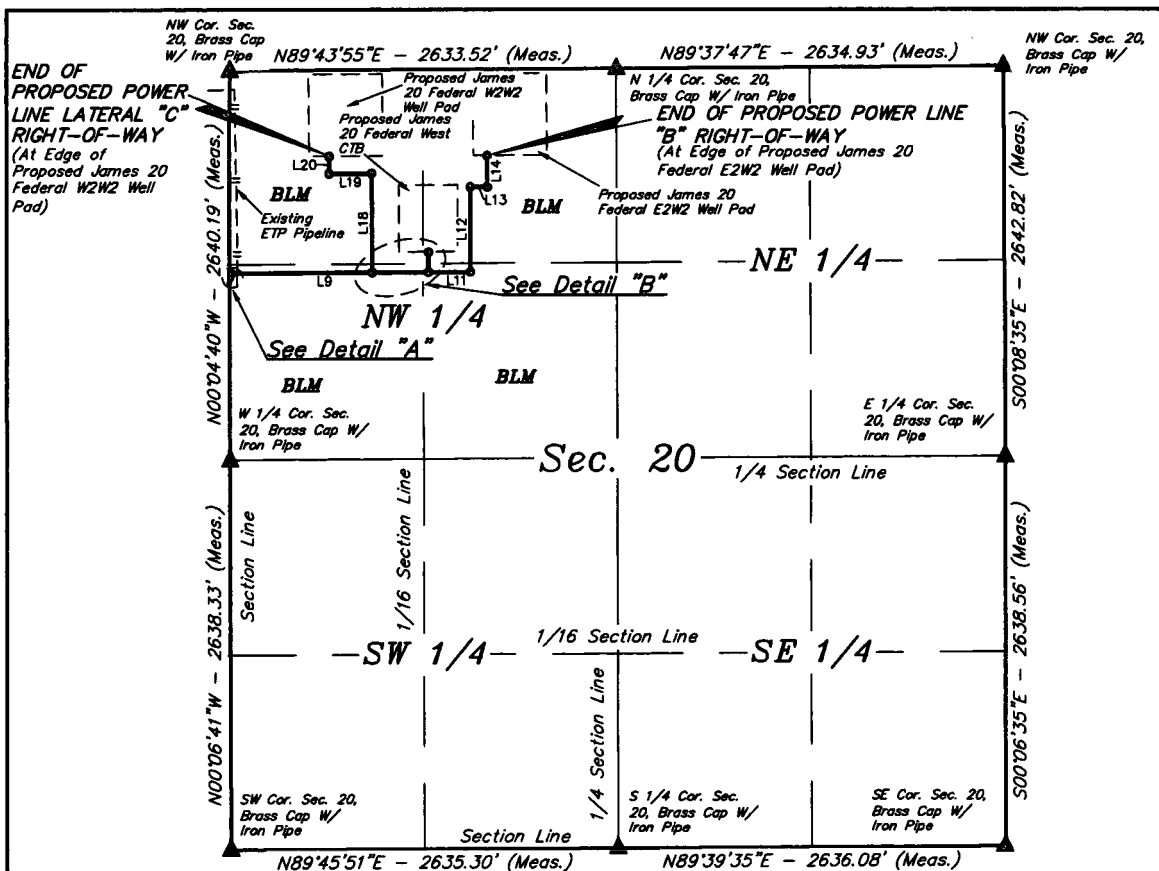 NW Cor. Sec.
20, Brass Cap
W/ Iron Pipe
N89°43'55"E - 2633.52' (Meas.)
N89°37'47"E - 2634.93' (Meas.)
NW Cor. Sec. 20,
Brass Cap W/
Iron Pipe
END OF
PROPOSED POWER
LINE LATERAL "C"
RIGHT-OF-WAY
(At Edge of
Proposed James 20
Federal W2W2 Well
Pad)
Proposed James
20 Federal W2W2
Well Pad
Proposed James
20 Federal West
CTB
N 1/4 Cor. Sec. 20,
Brass Cap W/ Iron Pipe
END OF PROPOSED POWER LINE
"B" RIGHT-OF-WAY
(At Edge of Proposed James 20
Federal E2W2 Well Pad)
Proposed James 20
Federal E2W2 Well Pad
L20
L19
L14
L13
L18
L12
BLM
BLM
Existing
ETP Pipeline
N00°04'40"W - 2640.19' (Meas.)
S00°08'35"E - 2642.82' (Meas.)
L9
L11
See Detail "B"
NE 1/4
NW 1/4
See Detail "A"
BLM
BLM
W 1/4 Cor. Sec.
20, Brass Cap W/
Iron Pipe
E 1/4 Cor. Sec.
20, Brass Cap W/
Iron Pipe
Sec. 20
1/4 Section Line
Section Line
1/16 Section Line
N00°06'41"W - 2638.33' (Meas.)
S00°06'35"E - 2638.56' (Meas.)
1/16 Section Line
SW 1/4
SE 1/4
1/4 Section Line
SW Cor. Sec. 20,
Brass Cap W/
Iron Pipe
S 1/4 Cor. Sec.
20, Brass Cap W/
Iron Pipe
SE Cor. Sec. 20,
Brass Cap W/
Iron Pipe
Section Line
N89°45'51"E - 2635.30' (Meas.)
N89°39'35"E - 2636.08' (Meas.)